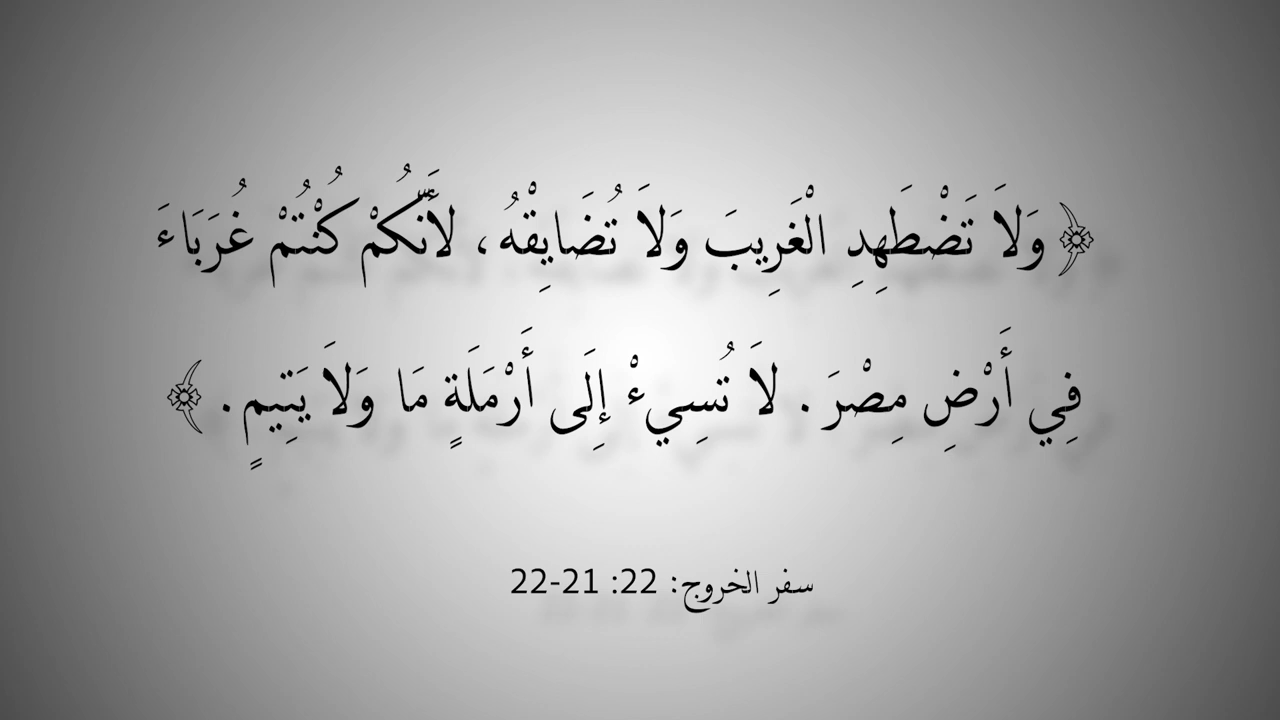 ﴿ وَلاَ تَضْطَهِدِ الْغَرِيبَ وَلاَ تُضَايِقْهُ، لأَنَّكُمْ كُنْتُمْ غُرَبَاءَ
فِي أَرْضِ مِصْرَ. لاَ تُسِيءْ إِلَى أَرْمَلَةٍ مَا وَلاَ يَتِيمٍ. ﴾
سفر الخروج: 22: 21-22